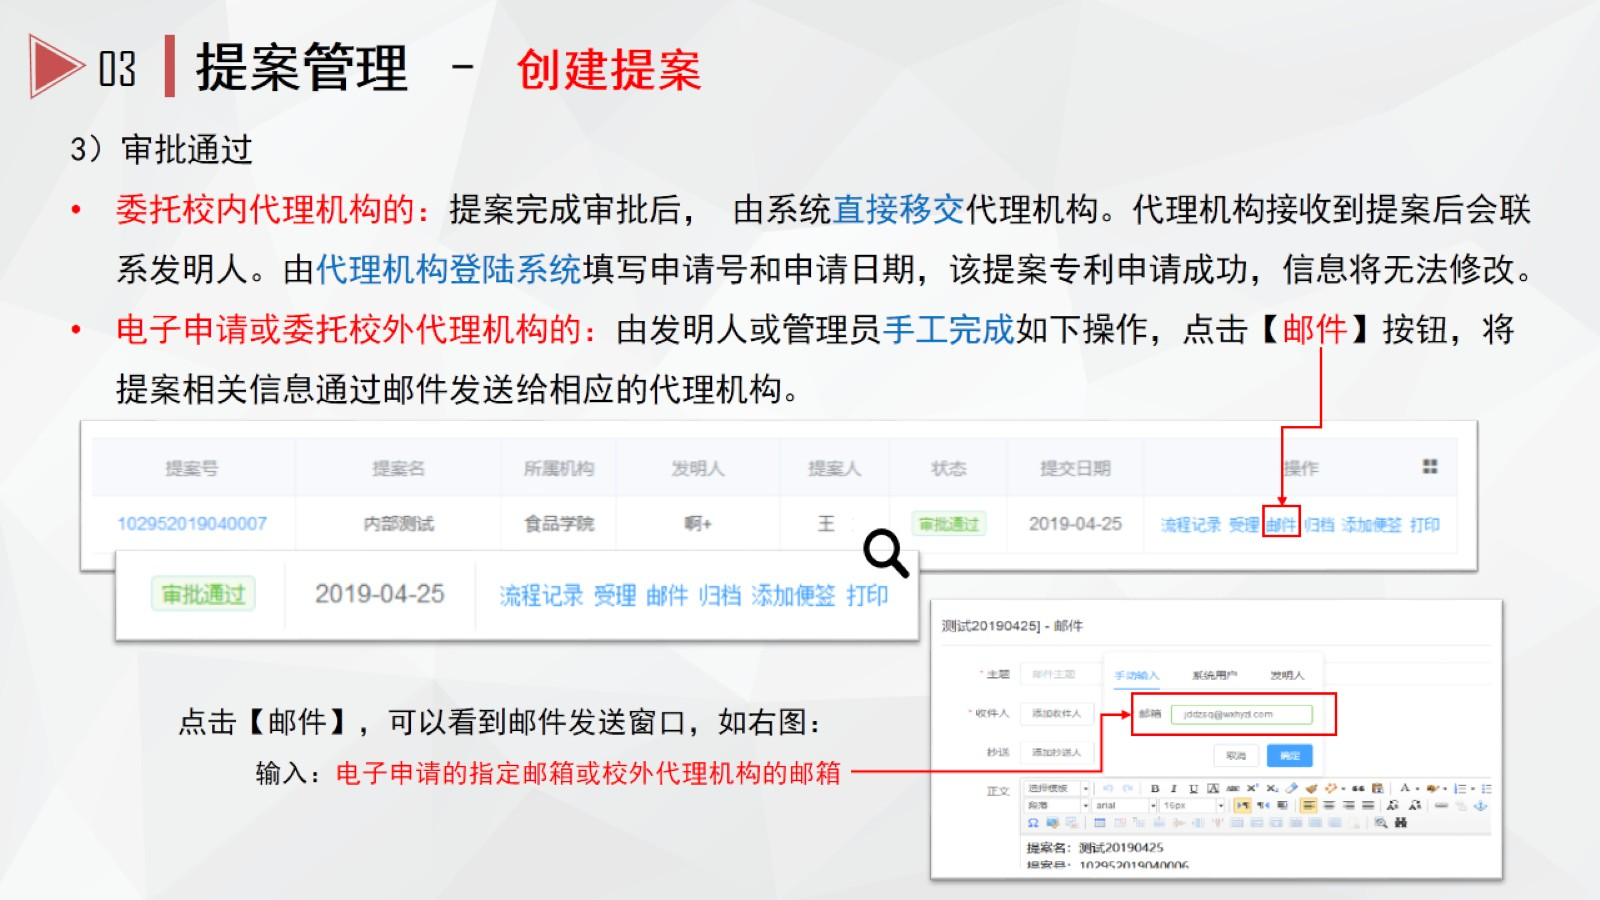 03 提案管理 - 创建提案
3）审批通过
• 委托校内代理机构的：提案完成审批后， 由系统直接移交代理机构。代理机构接收到提案后会联
系发明人。由代理机构登陆系统填写申请号和申请日期，该提案专利申请成功，信息将无法修改。
• 电子申请或委托校外代理机构的：由发明人或管理员手工完成如下操作，点击【邮件】按钮，将
提案相关信息通过邮件发送给相应的代理机构。
提案号 提案名 所属机构 发明人 提案人 状态 提交日期 操作
102952019040007 内部测试 食品学院 啊+ 王 审批通过 2019-04-25 流程记录 受理 邮件 归档 添加便签 打印
审批通过 2019-04-25 流程记录 受理 邮件 归档 添加便签 打印
测试20190425] - 邮件
* 主题 邮件主题 手动输入 系统用户 发明人
* 收件人 添加收件人 邮箱 jddzsq@wxhyzl.com
抄送 添加抄送人 取消 确定
正文 选择模板
段落 arial 16px
提案名：测试20190425
提案号：102952019040006
点击【邮件】，可以看到邮件发送窗口，如右图：
输入：电子申请的指定邮箱或校外代理机构的邮箱